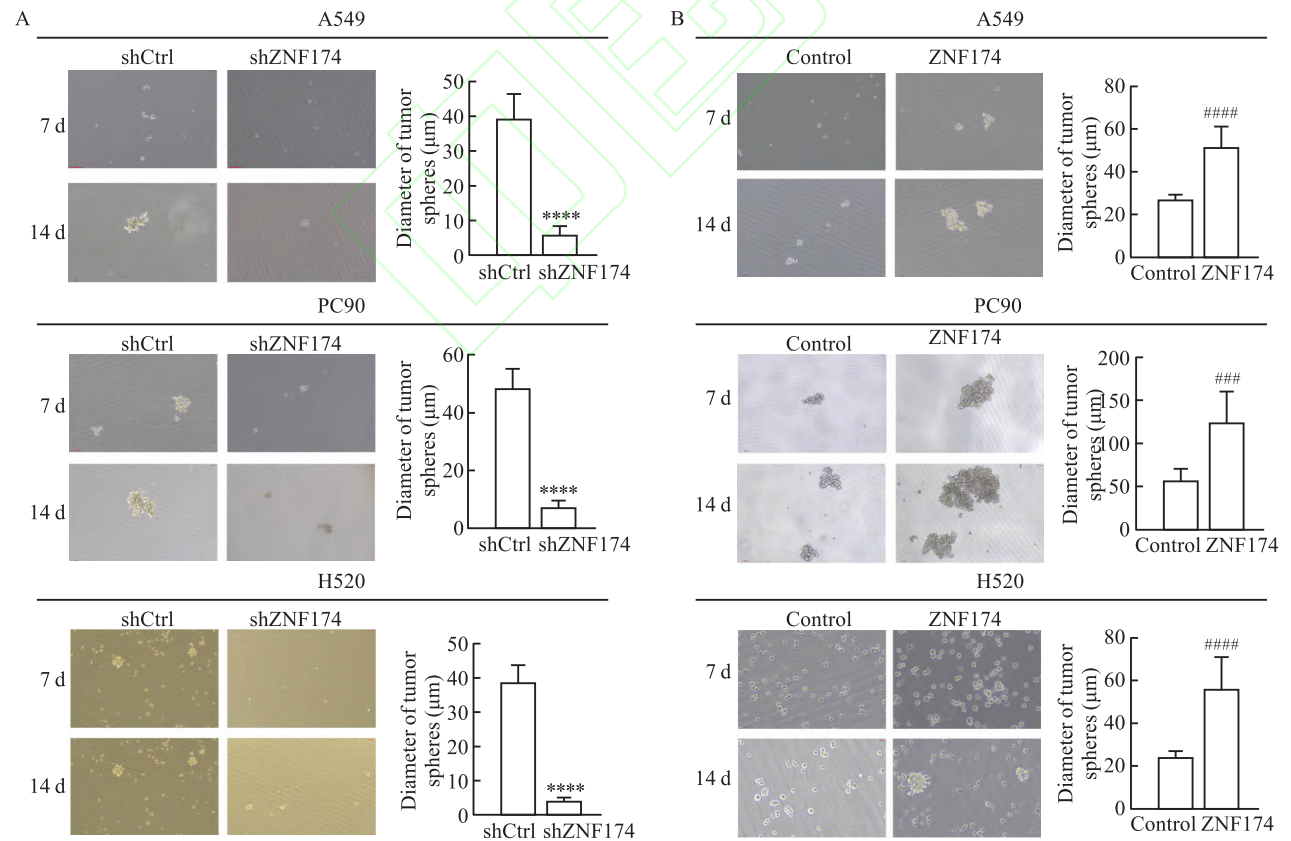 A
A549
shCtrl shZNF174
7 d
14 d
Diameter of tumor
spheres (μm)
50
40
30
20
10
0
****
shCtrl shZNF174
PC90
shCtrl shZNF174
7 d
14 d
Diameter of tumor
spheres (μm)
60
40
20
0
****
shCtrl shZNF174
H520
shCtrl shZNF174
7 d
14 d
Diameter of tumor
spheres (μm)
50
40
30
20
10
0
****
shCtrl shZNF174
B
A549
Control ZNF174
7 d
14 d
Diameter of tumor
spheres (μm)
80
60
40
20
0
####
Control ZNF174
PC90
Control ZNF174
7 d
14 d
Diameter of tumor
spheres (μm)
200
150
100
50
0
###
Control ZNF174
H520
Control ZNF174
7 d
14 d
Diameter of tumor
spheres (μm)
80
60
40
20
0
####
Control ZNF174